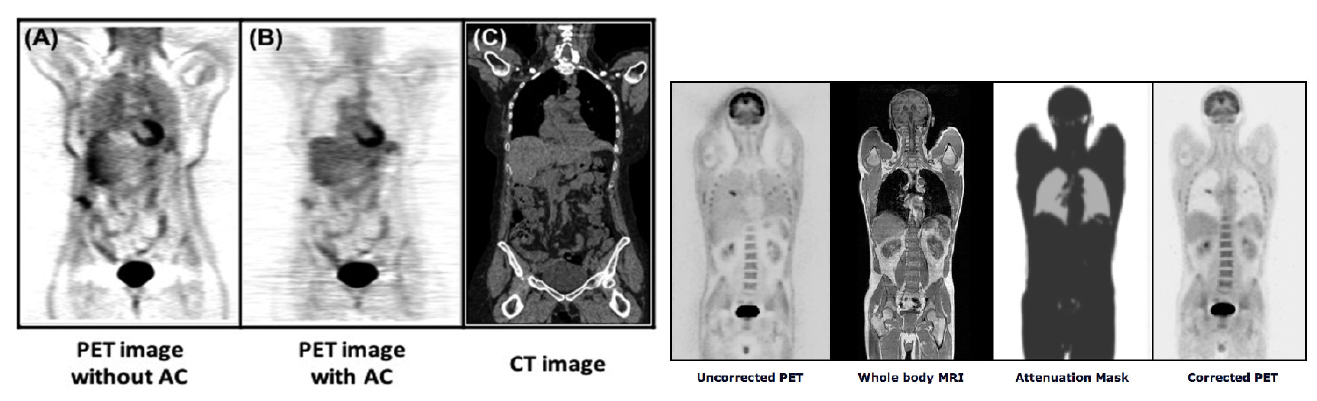 (A)
(B)
(C)
PET image
without AC
PET image
with AC
CT image
Uncorrected PET
Whole body MRI
Attenuation Mask
Corrected PET